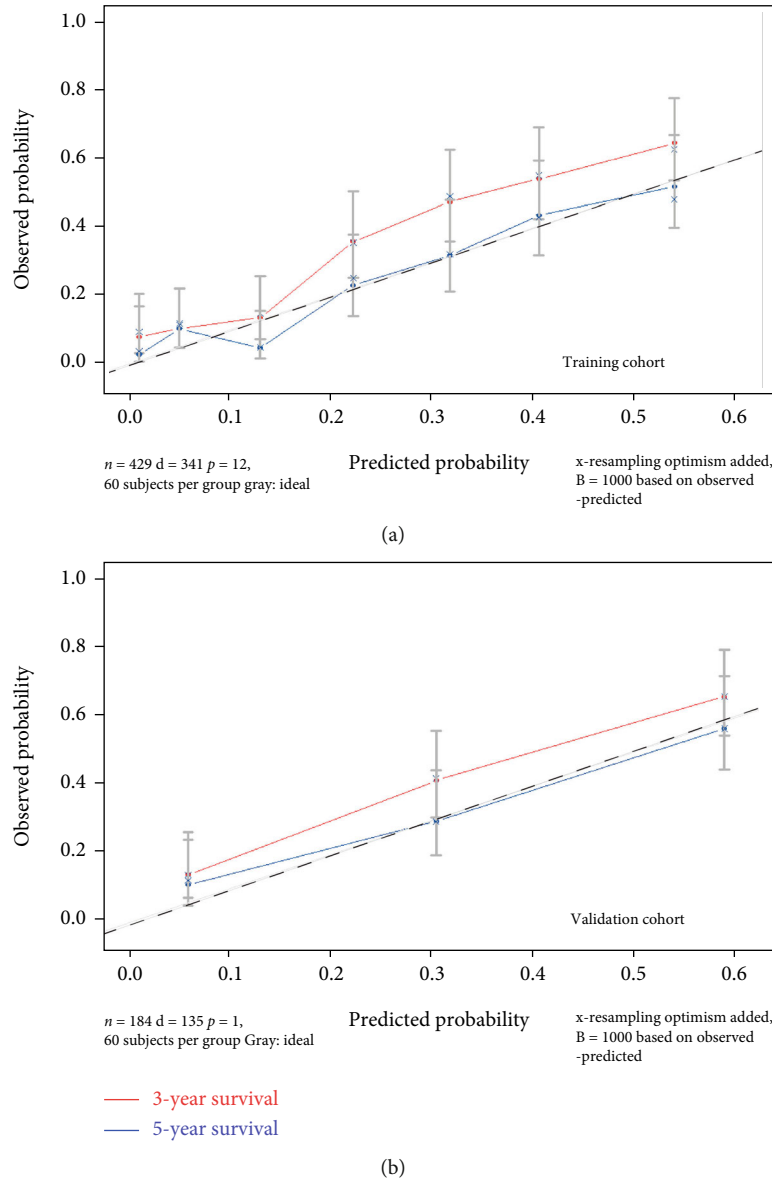 1.0
0.8
0.6
0.4
0.2
0.0
Observed probability
Training cohort
0.0 0.1 0.2 0.3 0.4 0.5 0.6
Predicted probability
n = 429 d = 341 p = 12,
60 subjects per group gray: ideal
x-resampling optimism added,
B = 1000 based on observed
-predicted
(a)
1.0
0.8
0.6
0.4
0.2
0.0
Observed probability
Validation cohort
0.0 0.1 0.2 0.3 0.4 0.5 0.6
Predicted probability
n = 184 d = 135 p = 1,
60 subjects per group Gray: ideal
x-resampling optimism added,
B = 1000 based on observed
-predicted
3-year survival
5-year survival
(b)